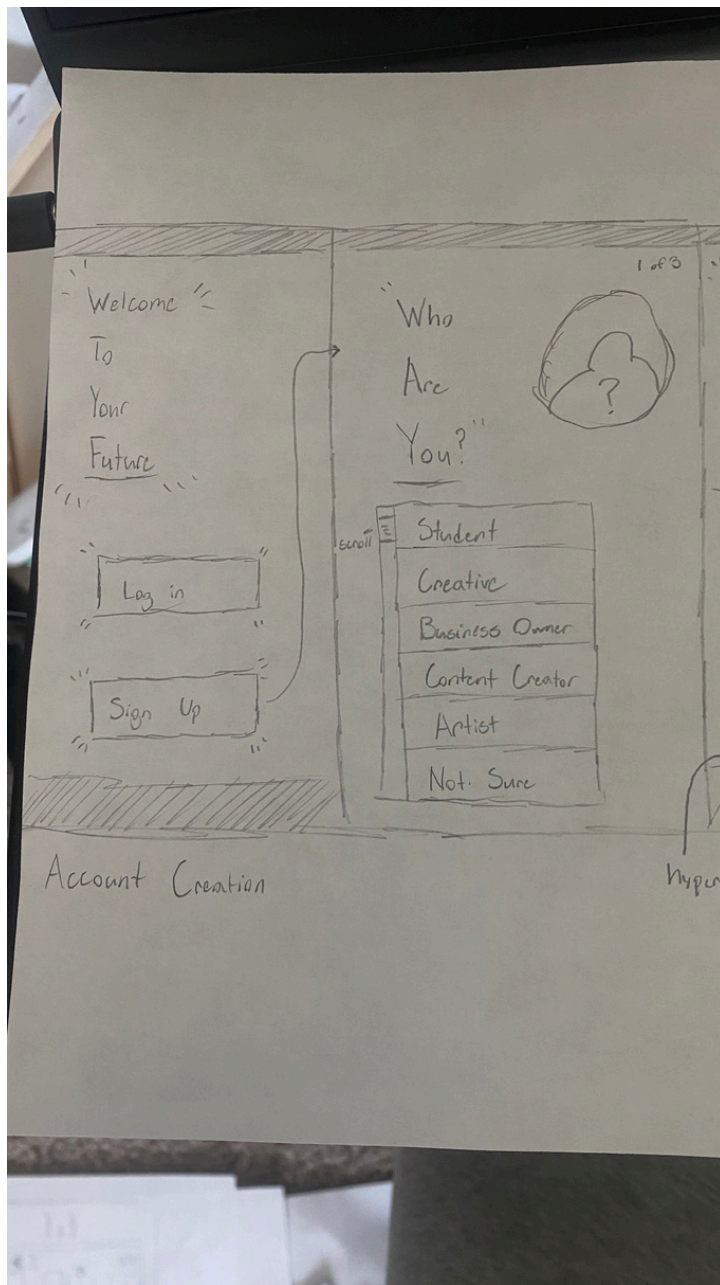 Welcome
To
Your
Future
Log in
Sign Up
1 of 3
"Who
Are
You?"
scroll
Student
Creative
Business Owner
Content Creator
Artist
Not Sure
?
Account Creation
hyper